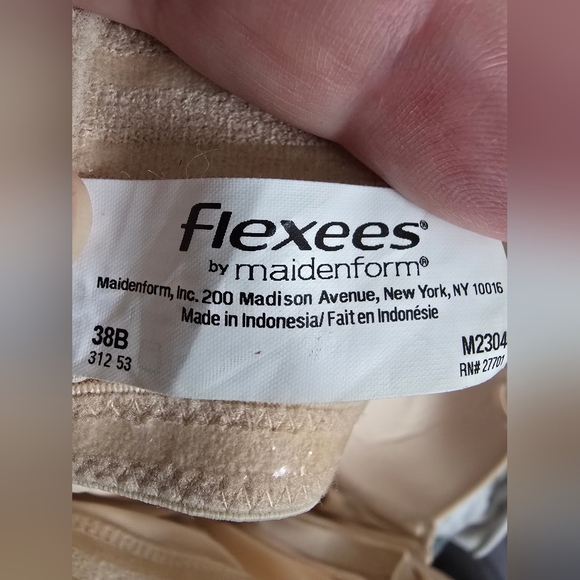 flexees®
by maidenform®
Maidenform, Inc. 200 Madison Avenue, New York, NY 10016
Made in Indonesia/ Fait en Indonésie
38B
312 53
M2304
RN# 27701